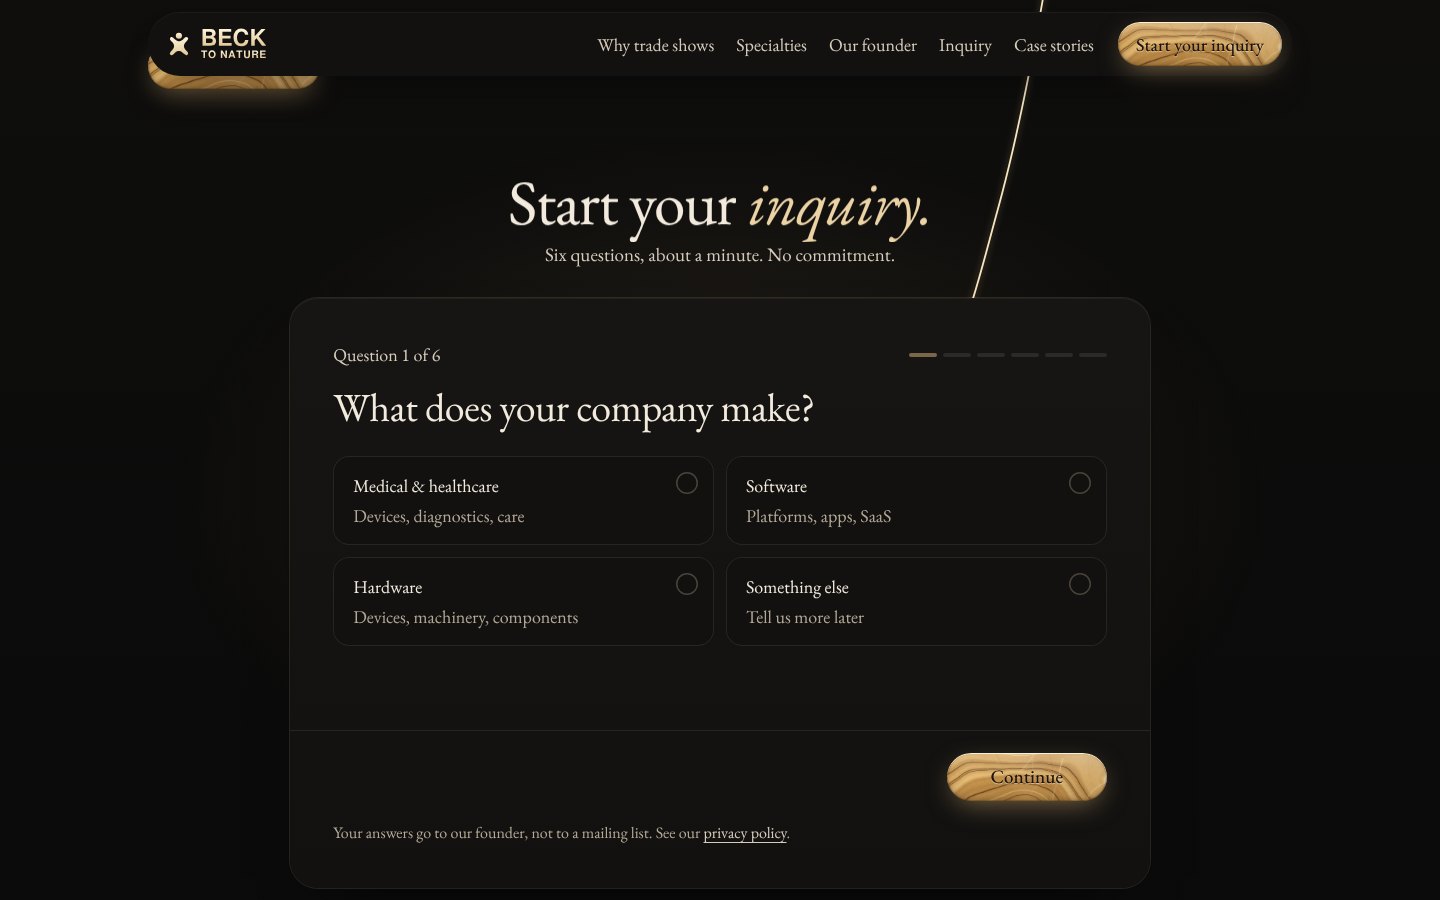 BECK
TO NATURE
Why trade shows
Specialties
Our founder
Inquiry
Case stories
Start your inquiry
Start your inquiry.
Six questions, about a minute. No commitment.
Question 1 of 6
What does your company make?
Medical & healthcare
Devices, diagnostics, care
Software
Platforms, apps, SaaS
Hardware
Devices, machinery, components
Something else
Tell us more later
Continue
Your answers go to our founder, not to a mailing list. See our privacy policy.